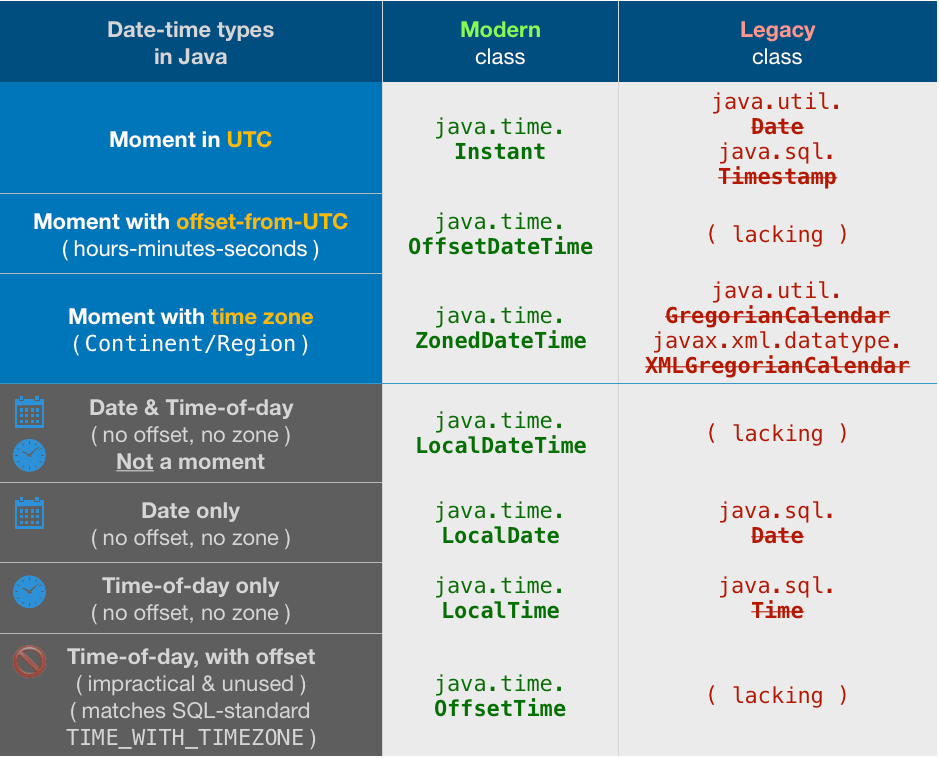 Date-time types
in Java
Modern
class
Legacy
class
Moment in UTC
java.time.
Instant
java.util.
Date
java.sql.
Timestamp
Moment with offset-from-UTC
( hours-minutes-seconds )
java.time.
OffsetDateTime
( lacking )
Moment with time zone
( Continent/Region )
java.time.
ZonedDateTime
java.util.
GregorianCalendar
javax.xml.datatype.
XMLGregorianCalendar
Date & Time-of-day
( no offset, no zone )
Not a moment
java.time.
LocalDateTime
( lacking )
Date only
( no offset, no zone )
java.time.
LocalDate
java.sql.
Date
Time-of-day only
( no offset, no zone )
java.time.
LocalTime
java.sql.
Time
Time-of-day, with offset
( impractical & unused )
( matches SQL-standard
TIME_WITH_TIMEZONE )
java.time.
OffsetTime
( lacking )